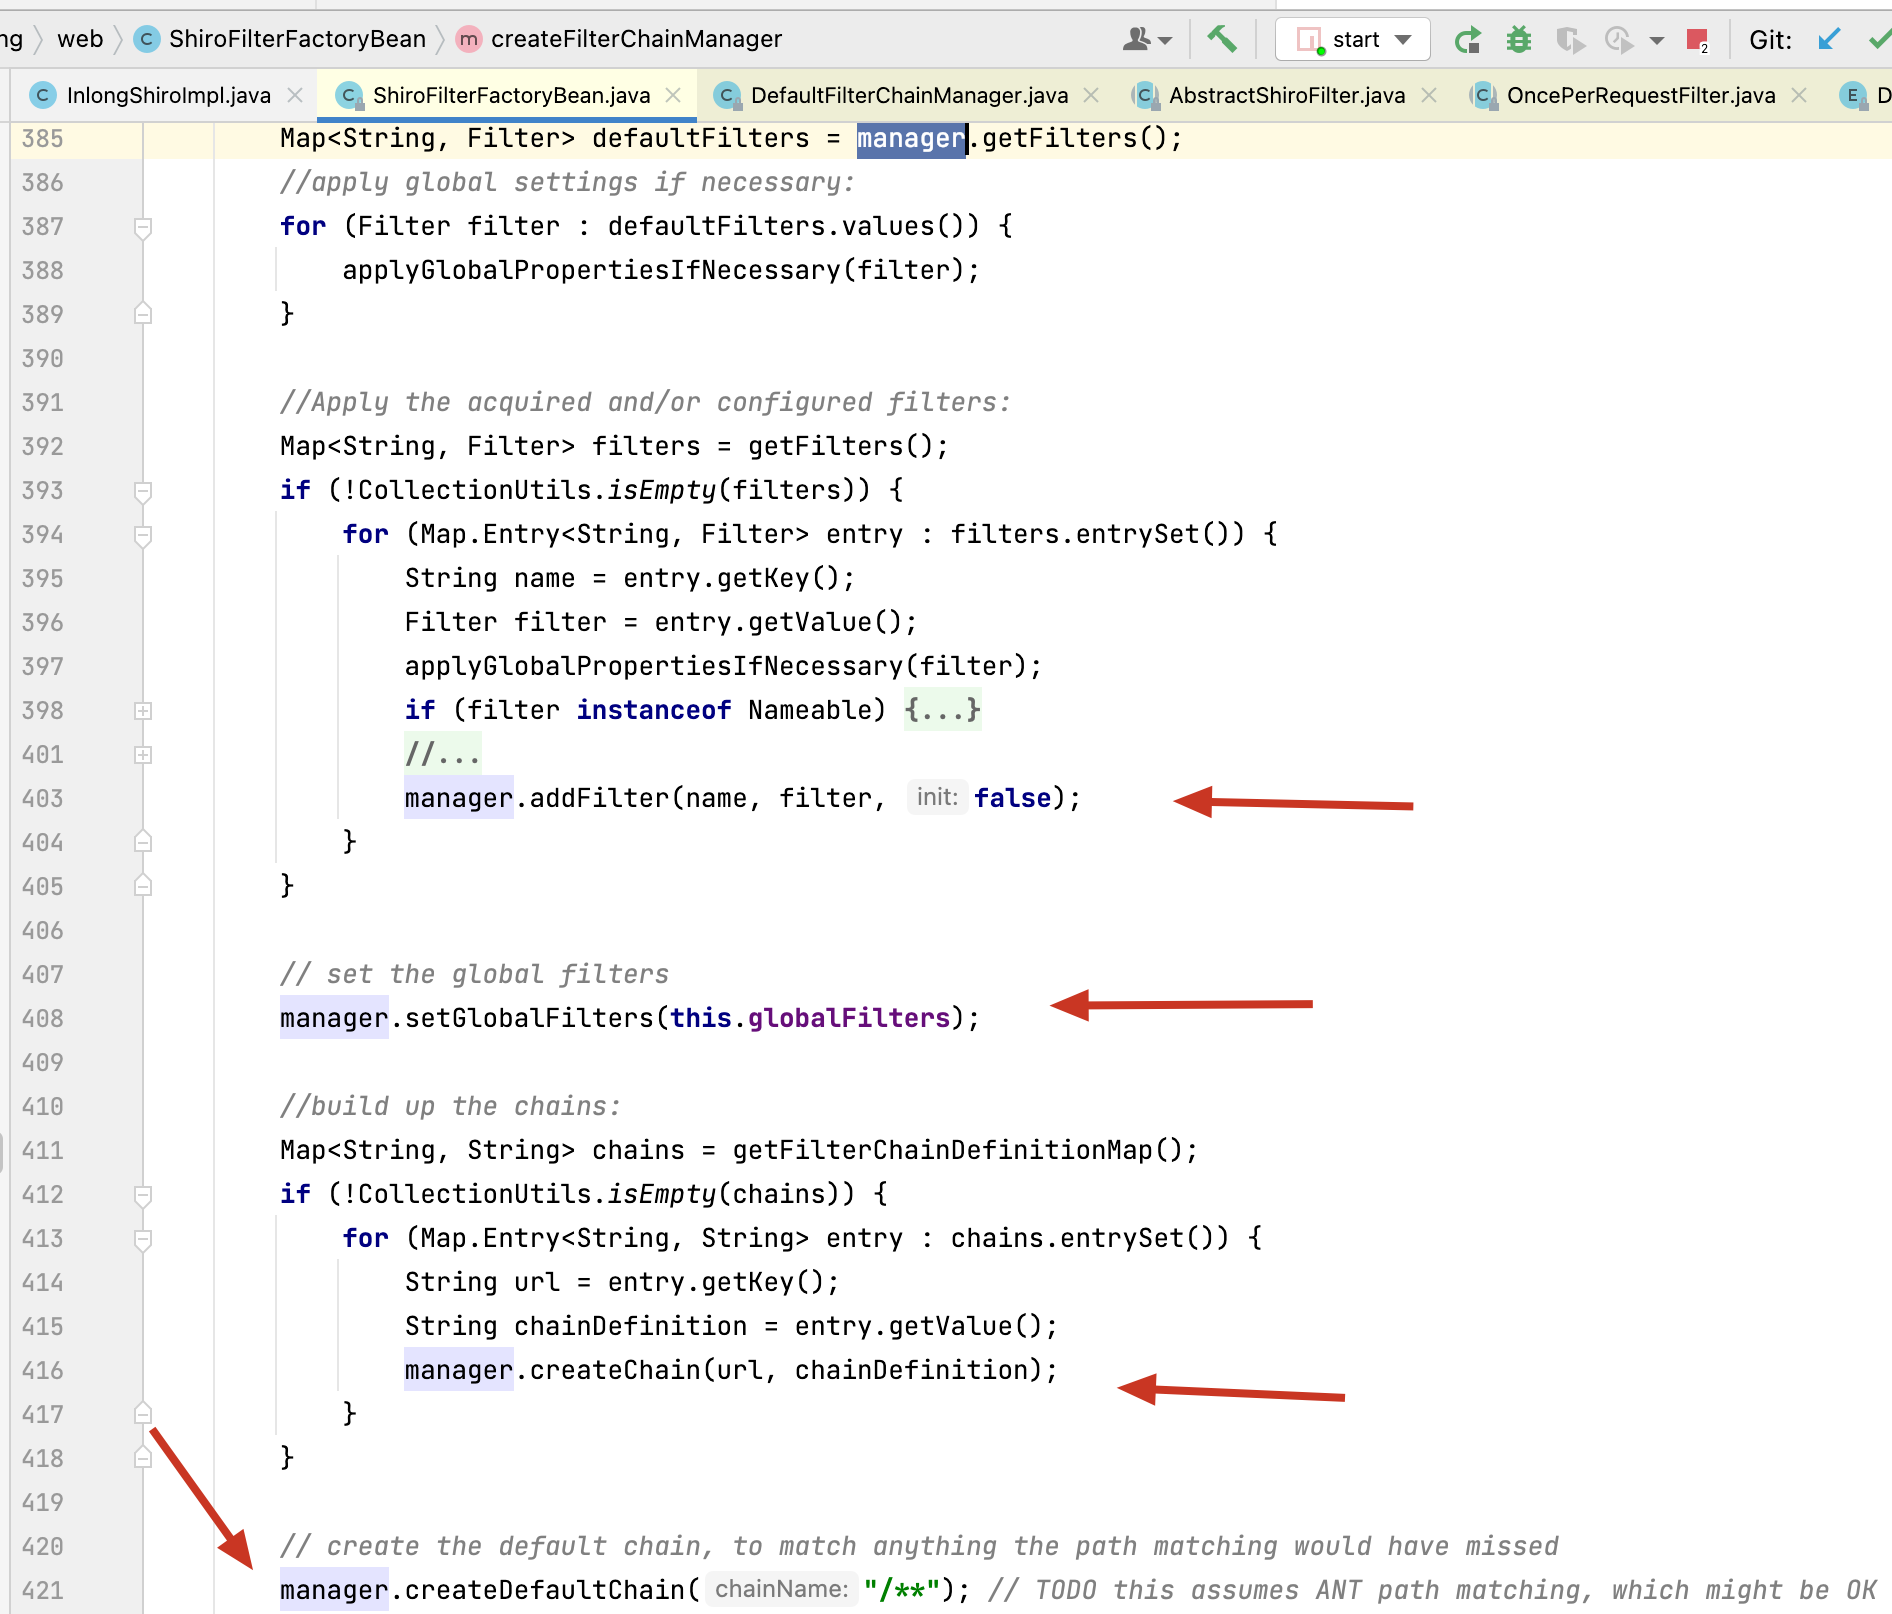 ng web C ShiroFilterFactoryBean m createFilterChainManager start 2 Git:
C InlongShiroImpl.java C ShiroFilterFactoryBean.java C DefaultFilterChainManager.java C AbstractShiroFilter.java C OncePerRequestFilter.java E D
385 Map<String, Filter> defaultFilters = manager.getFilters();
386 //apply global settings if necessary:
387 for (Filter filter : defaultFilters.values()) {
388 applyGlobalPropertiesIfNecessary(filter);
389 }
390
391 //Apply the acquired and/or configured filters:
392 Map<String, Filter> filters = getFilters();
393 if (!CollectionUtils.isEmpty(filters)) {
394 for (Map.Entry<String, Filter> entry : filters.entrySet()) {
395 String name = entry.getKey();
396 Filter filter = entry.getValue();
397 applyGlobalPropertiesIfNecessary(filter);
398 if (filter instanceof Nameable) {...}
401 //...
403 manager.addFilter(name, filter, init: false);
404 }
405 }
406
407 // set the global filters
408 manager.setGlobalFilters(this.globalFilters);
409
410 //build up the chains:
411 Map<String, String> chains = getFilterChainDefinitionMap();
412 if (!CollectionUtils.isEmpty(chains)) {
413 for (Map.Entry<String, String> entry : chains.entrySet()) {
414 String url = entry.getKey();
415 String chainDefinition = entry.getValue();
416 manager.createChain(url, chainDefinition);
417 }
418 }
419
420 // create the default chain, to match anything the path matching would have missed
421 manager.createDefaultChain( chainName: "/**"); // TODO this assumes ANT path matching, which might be OK